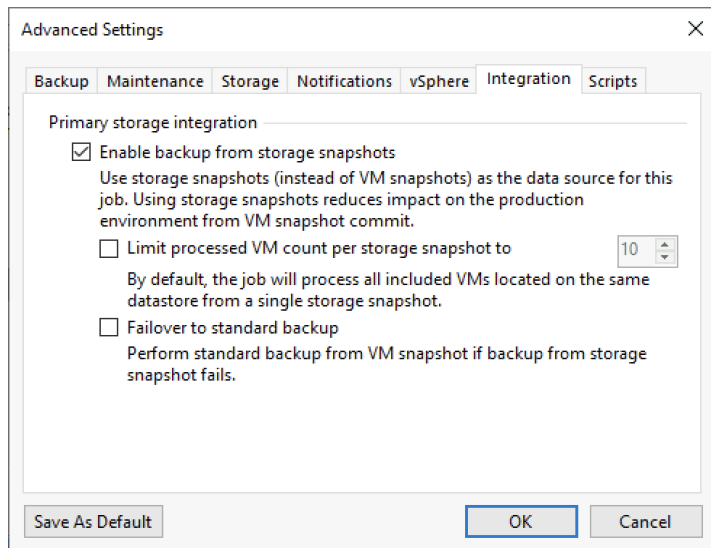 Advanced Settings
Backup Maintenance Storage Notifications vSphere Integration Scripts
Primary storage integration
Enable backup from storage snapshots
Use storage snapshots (instead of VM snapshots) as the data source for this
job. Using storage snapshots reduces impact on the production
environment from VM snapshot commit.
Limit processed VM count per storage snapshot to 10
By default, the job will process all included VMs located on the same
datastore from a single storage snapshot.
Failover to standard backup
Perform standard backup from VM snapshot if backup from storage
snapshot fails.
Save As Default OK Cancel